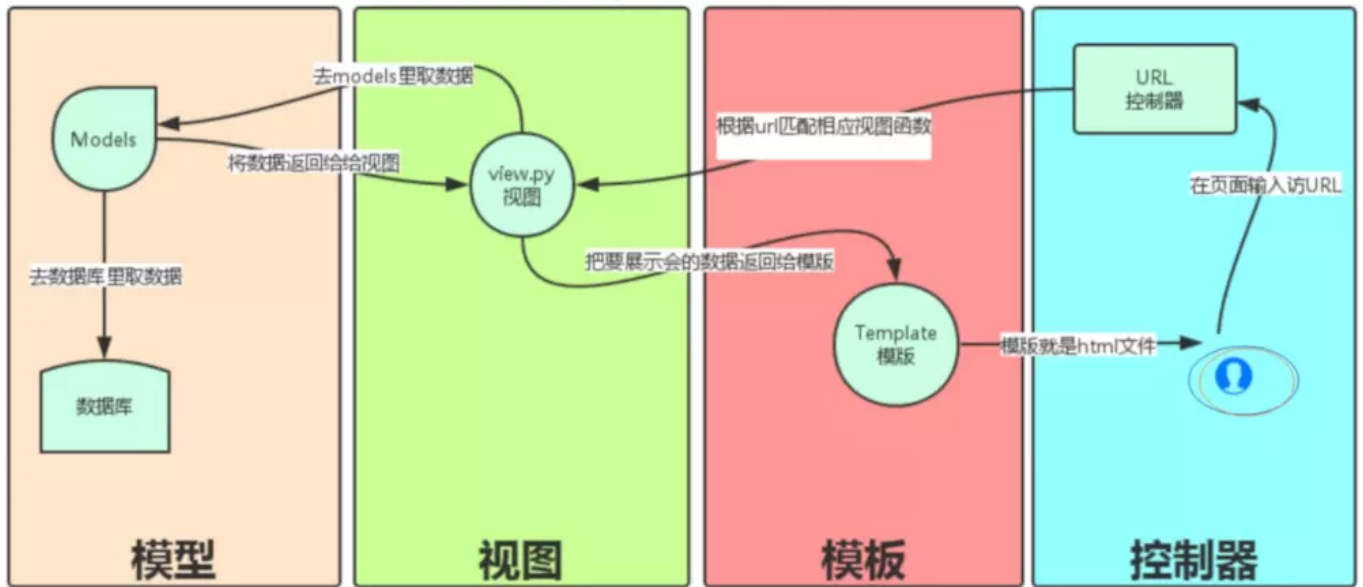 URL
控制器
去models里取数据
Models
根据url匹配相应视图函数
将数据返回给给视图
view.py
视图
在页面输入访URL
把要展示会的数据返回给模版
去数据库里取数据
Template
模版
模版就是html文件
数据库
模型
视图
模板
控制器